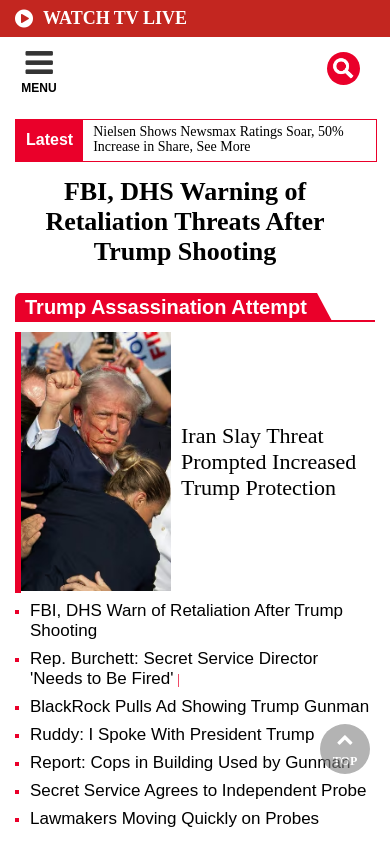 WATCH TV LIVE
MENU
Latest
Nielsen Shows Newsmax Ratings Soar, 50%
Increase in Share, See More
FBI, DHS Warning of
Retaliation Threats After
Trump Shooting
Trump Assassination Attempt
Iran Slay Threat
Prompted Increased
Trump Protection
FBI, DHS Warn of Retaliation After Trump
Shooting
Rep. Burchett: Secret Service Director
'Needs to Be Fired' |
BlackRock Pulls Ad Showing Trump Gunman
Ruddy: I Spoke With President Trump
Report: Cops in Building Used by Gunman
TOP
Secret Service Agrees to Independent Probe
Lawmakers Moving Quickly on Probes